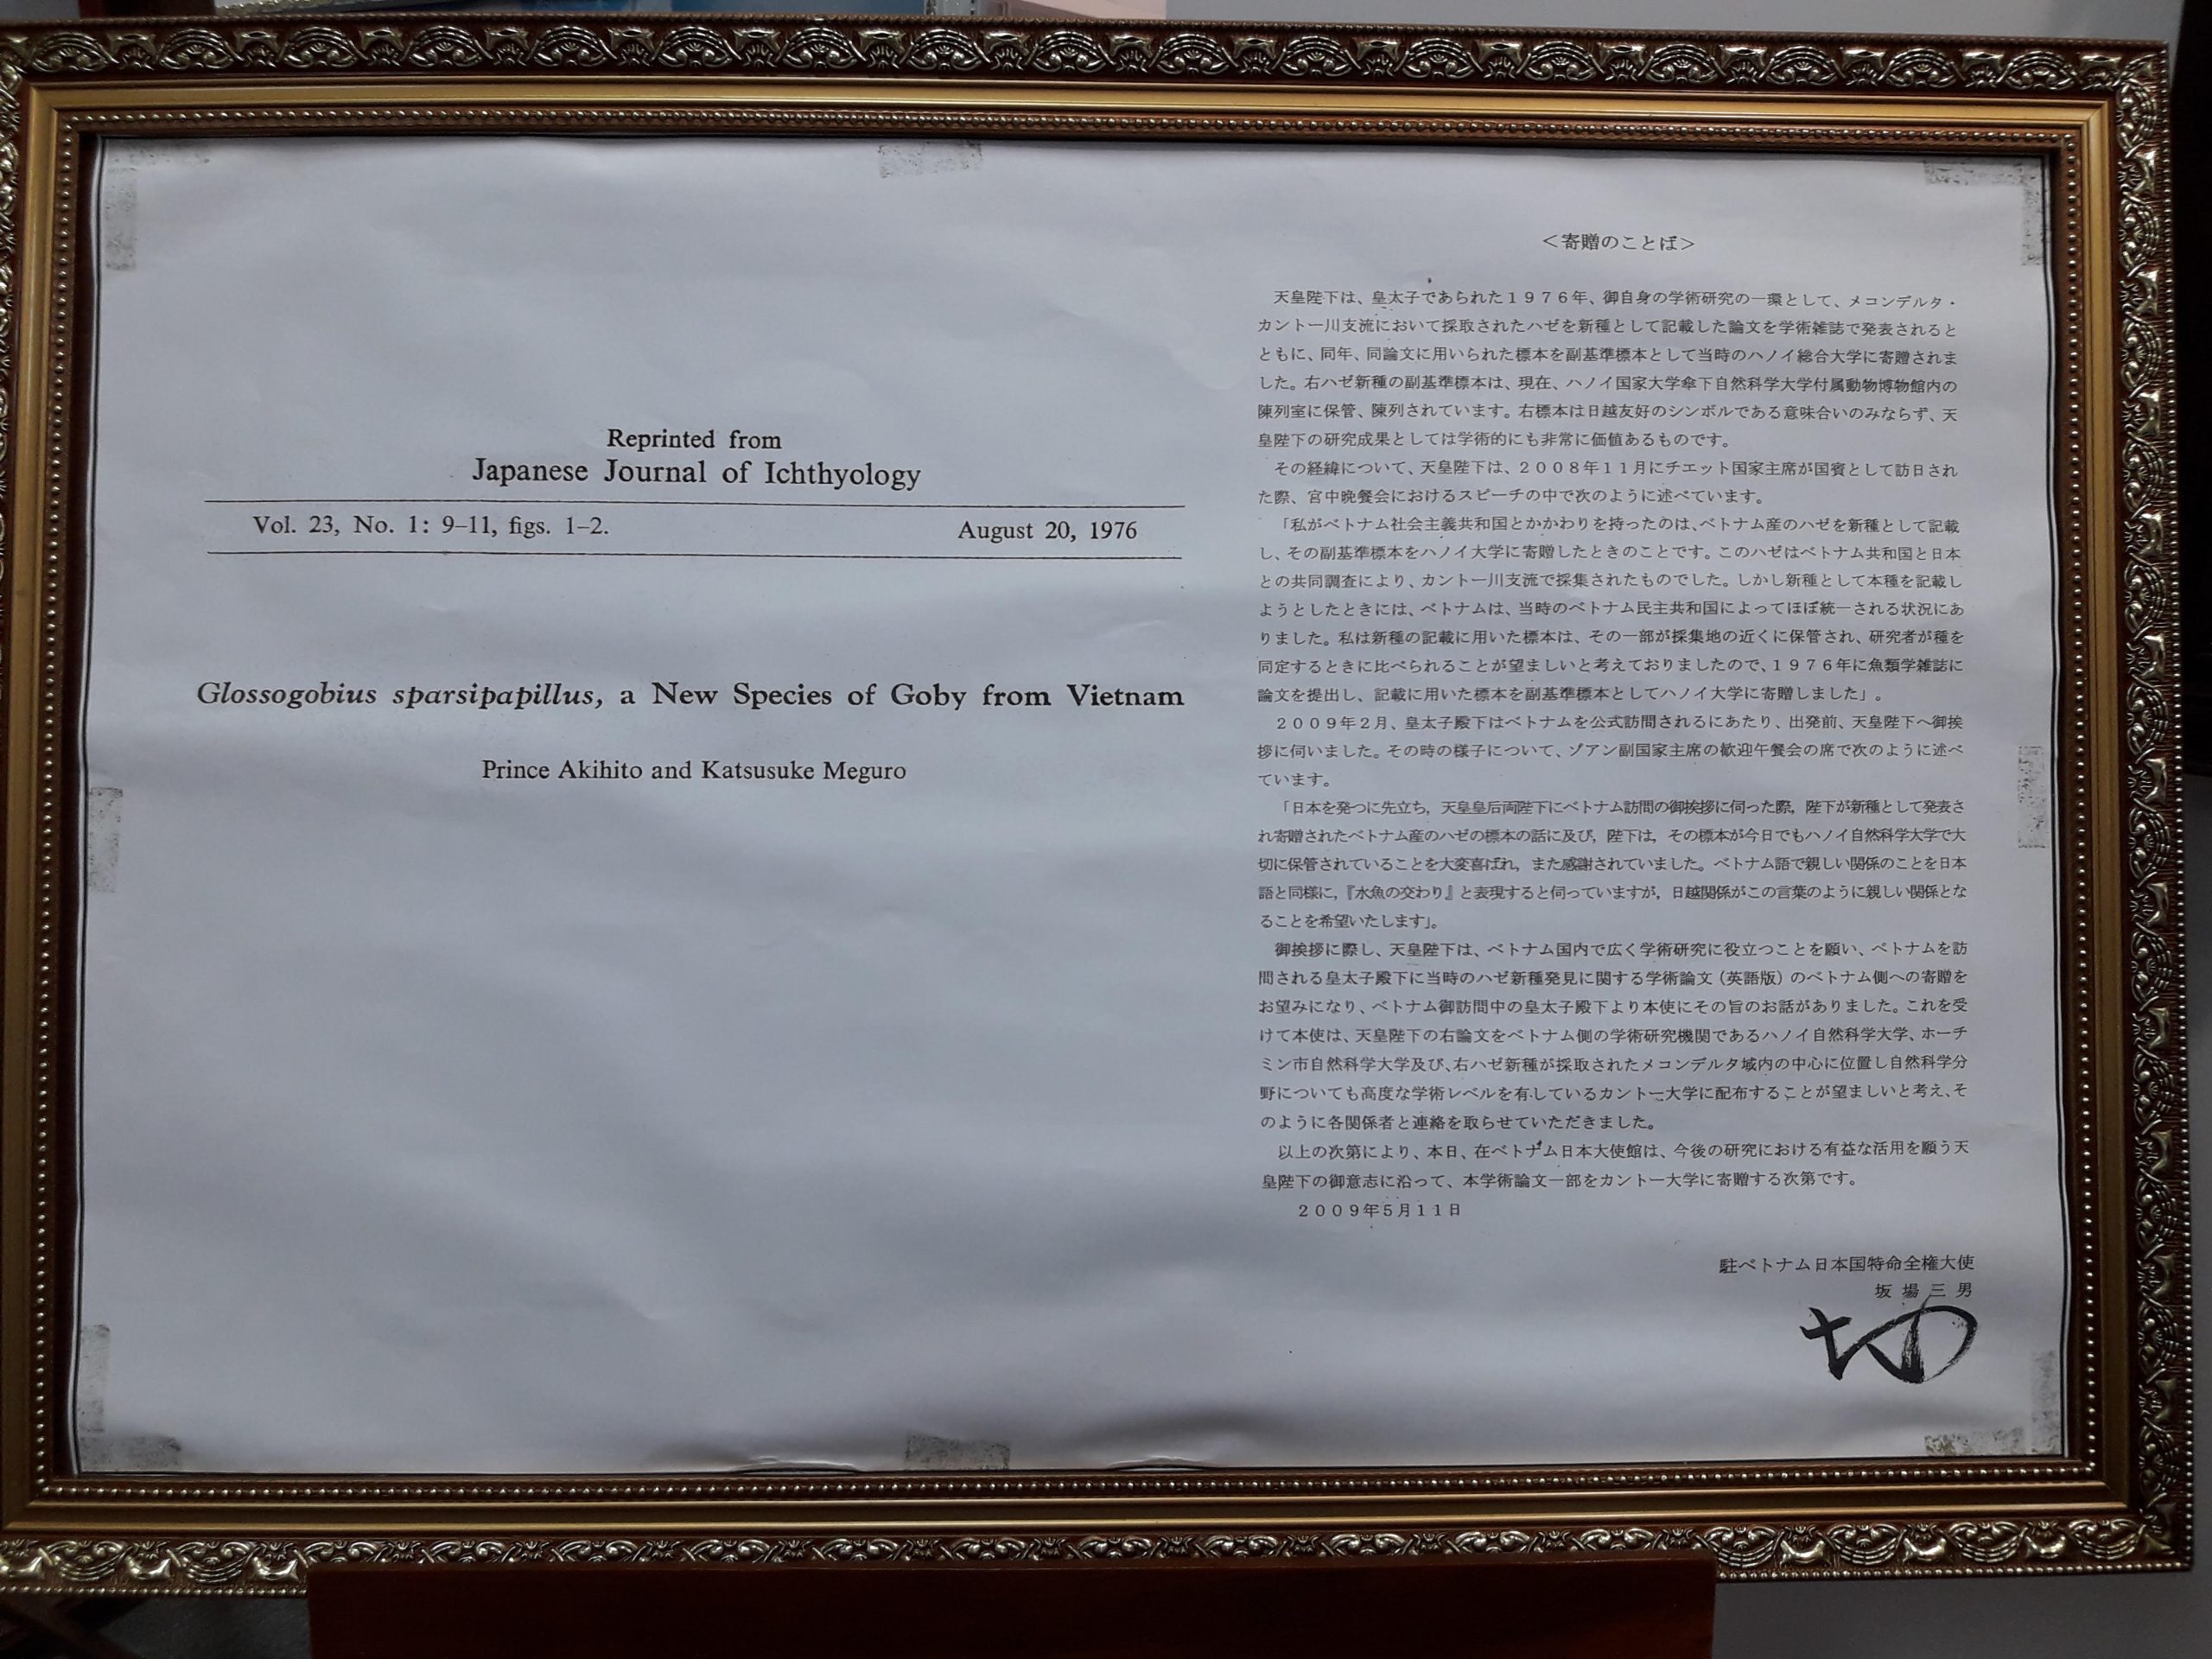 Reprinted from
Japanese Journal of Ichthyology
Vol. 23, No. 1: 9–11, figs. 1–2. August 20, 1976
Glossogobius sparsipapillus, a New Species of Goby from Vietnam
Prince Akihito and Katsusuke Meguro
＜寄贈のことば＞
天皇陛下は、皇太子であられた１９７６年、御自身の学術研究の一環として、メコンデルタ・
カントー川支流において採取されたハゼを新種として記載した論文を学術雑誌で発表されると
ともに、同年、同論文に用いられた標本を副基準標本として当時のハノイ総合大学に寄贈されま
した。右ハゼ新種の副基準標本は、現在、ハノイ国家大学傘下自然科学大学付属動物博物館内の
陳列室に保管、陳列されています。右標本は日越友好のシンボルである意味合いのみならず、天
皇陛下の研究成果としては学術的にも非常に価値あるものです。
その経緯について、天皇陛下は、２００８年１１月にチエット国家主席が国賓として訪日され
た際、宮中晩餐会におけるスピーチの中で次のように述べています。
「私がベトナム社会主義共和国とかかわりを持ったのは、ベトナム産のハゼを新種として記載
し、その副基準標本をハノイ大学に寄贈したときのことです。このハゼはベトナム共和国と日本
との共同調査により、カントー川支流で採集されたものでした。しかし新種として本種を記載し
ようとしたときには、ベトナムは、当時のベトナム民主共和国によってほぼ統一される状況にあ
りました。私は新種の記載に用いた標本は、その一部が採集地の近くに保管され、研究者が種を
同定するときに比べられることが望ましいと考えておりましたので、１９７６年に魚類学雑誌に
論文を提出し、記載に用いた標本を副基準標本としてハノイ大学に寄贈しました」。
２００９年２月、皇太子殿下はベトナムを公式訪問されるにあたり、出発前、天皇陛下へ御挨
拶に伺いました。その時の様子について、ゾアン副国家主席の歓迎午餐会の席で次のように述べ
ています。
「日本を発つに先立ち，天皇皇后両陛下にベトナム訪問の御挨拶に伺った際，陛下が新種として発表さ
れ寄贈されたベトナム産のハゼの標本の話に及び，陛下は，その標本が今日でもハノイ自然科学大学で大
切に保管されていることを大変喜ばれ，また感謝されていました。ベトナム語で親しい関係のことを日本
語と同様に，『水魚の交わり』と表現すると伺っていますが，日越関係がこの言葉のように親しい関係とな
ることを希望いたします」。
御挨拶に際し、天皇陛下は、ベトナム国内で広く学術研究に役立つことを願い、ベトナムを訪
問される皇太子殿下に当時のハゼ新種発見に関する学術論文（英語版）のベトナム側への寄贈を
お望みになり、ベトナム御訪問中の皇太子殿下より本使にその旨のお話がありました。これを受
けて本使は、天皇陛下の右論文をベトナム側の学術研究機関であるハノイ自然科学大学、ホーチ
ミン市自然科学大学及び、右ハゼ新種が採取されたメコンデルタ域内の中心に位置し自然科学分
野についても高度な学術レベルを有しているカントー大学に配布することが望ましいと考え、そ
のように各関係者と連絡を取らせていただきました。
以上の次第により、本日、在ベトナム日本大使館は、今後の研究における有益な活用を願う天
皇陛下の御意志に沿って、本学術論文一部をカントー大学に寄贈する次第です。
２００９年５月１１日
駐ベトナム日本国特命全権大使
坂 場 三 男